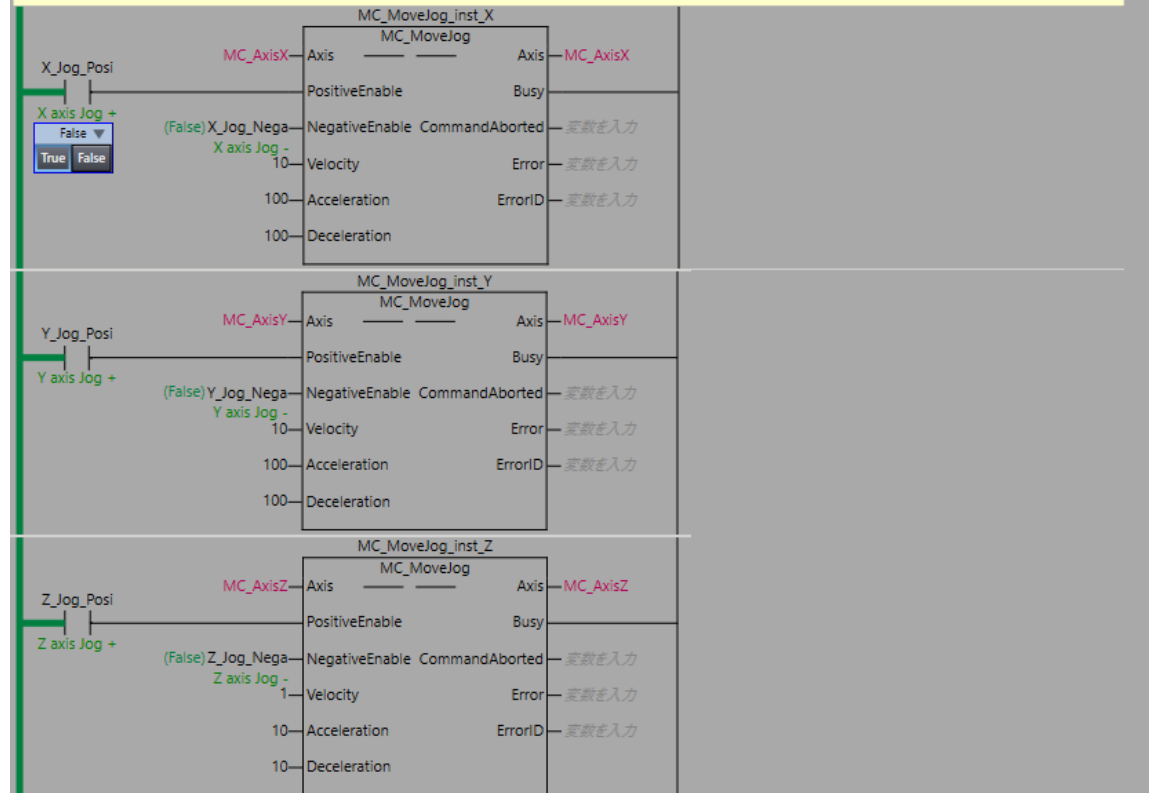 MC_MoveJog_inst_X
MC_MoveJog
MC_AxisX Axis Axis MC_AxisX
X_Jog_Posi
PositiveEnable Busy
X axis Jog +
False
True False
(False) X_Jog_Nega NegativeEnable CommandAborted 変数を入力
X axis Jog -
10 Velocity Error 変数を入力
100 Acceleration ErrorID 変数を入力
100 Deceleration
MC_MoveJog_inst_Y
MC_MoveJog
MC_AxisY Axis Axis MC_AxisY
Y_Jog_Posi
PositiveEnable Busy
Y axis Jog +
(False) Y_Jog_Nega NegativeEnable CommandAborted 変数を入力
Y axis Jog -
10 Velocity Error 変数を入力
100 Acceleration ErrorID 変数を入力
100 Deceleration
MC_MoveJog_inst_Z
MC_MoveJog
MC_AxisZ Axis Axis MC_AxisZ
Z_Jog_Posi
PositiveEnable Busy
Z axis Jog +
(False) Z_Jog_Nega NegativeEnable CommandAborted 変数を入力
Z axis Jog -
1 Velocity Error 変数を入力
10 Acceleration ErrorID 変数を入力
10 Deceleration